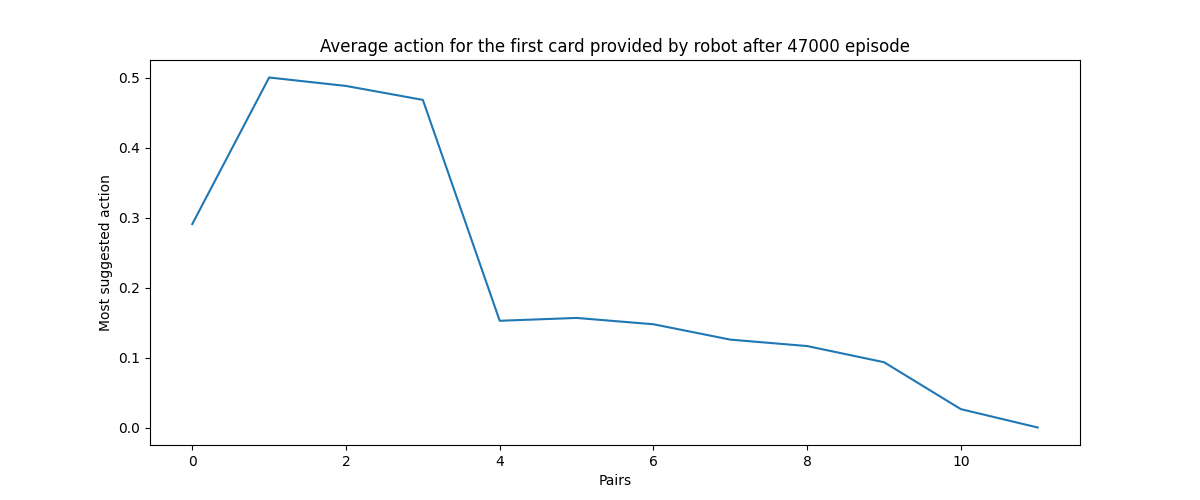 Average action for the first card provided by robot after 47000 episode
0.5
0.4
0.3
0.2
0.1
0.0
Most suggested action
0 2 4 6 8 10
Pairs